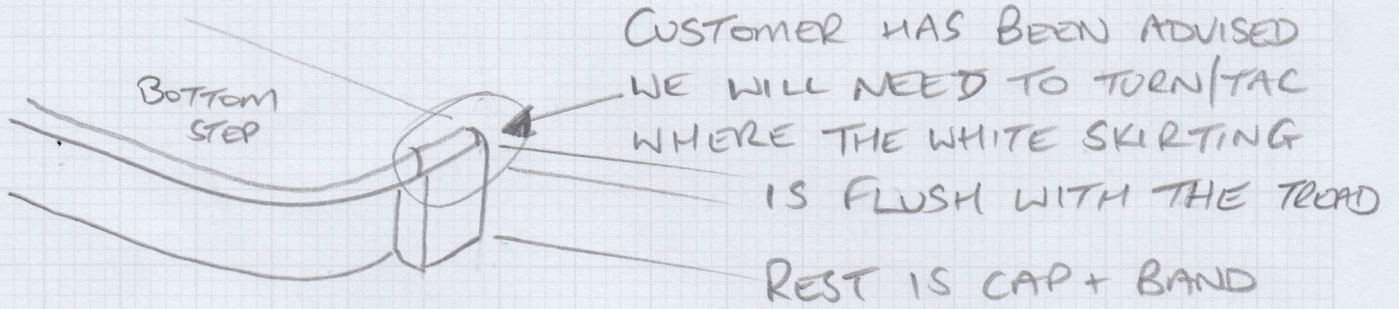 BOTTOM
STEP
CUSTOMER HAS BEEN ADVISED
WE WILL NEED TO TURN/TAC
WHERE THE WHITE SKIRTING
IS FLUSH WITH THE TREAD
REST IS CAP + BAND